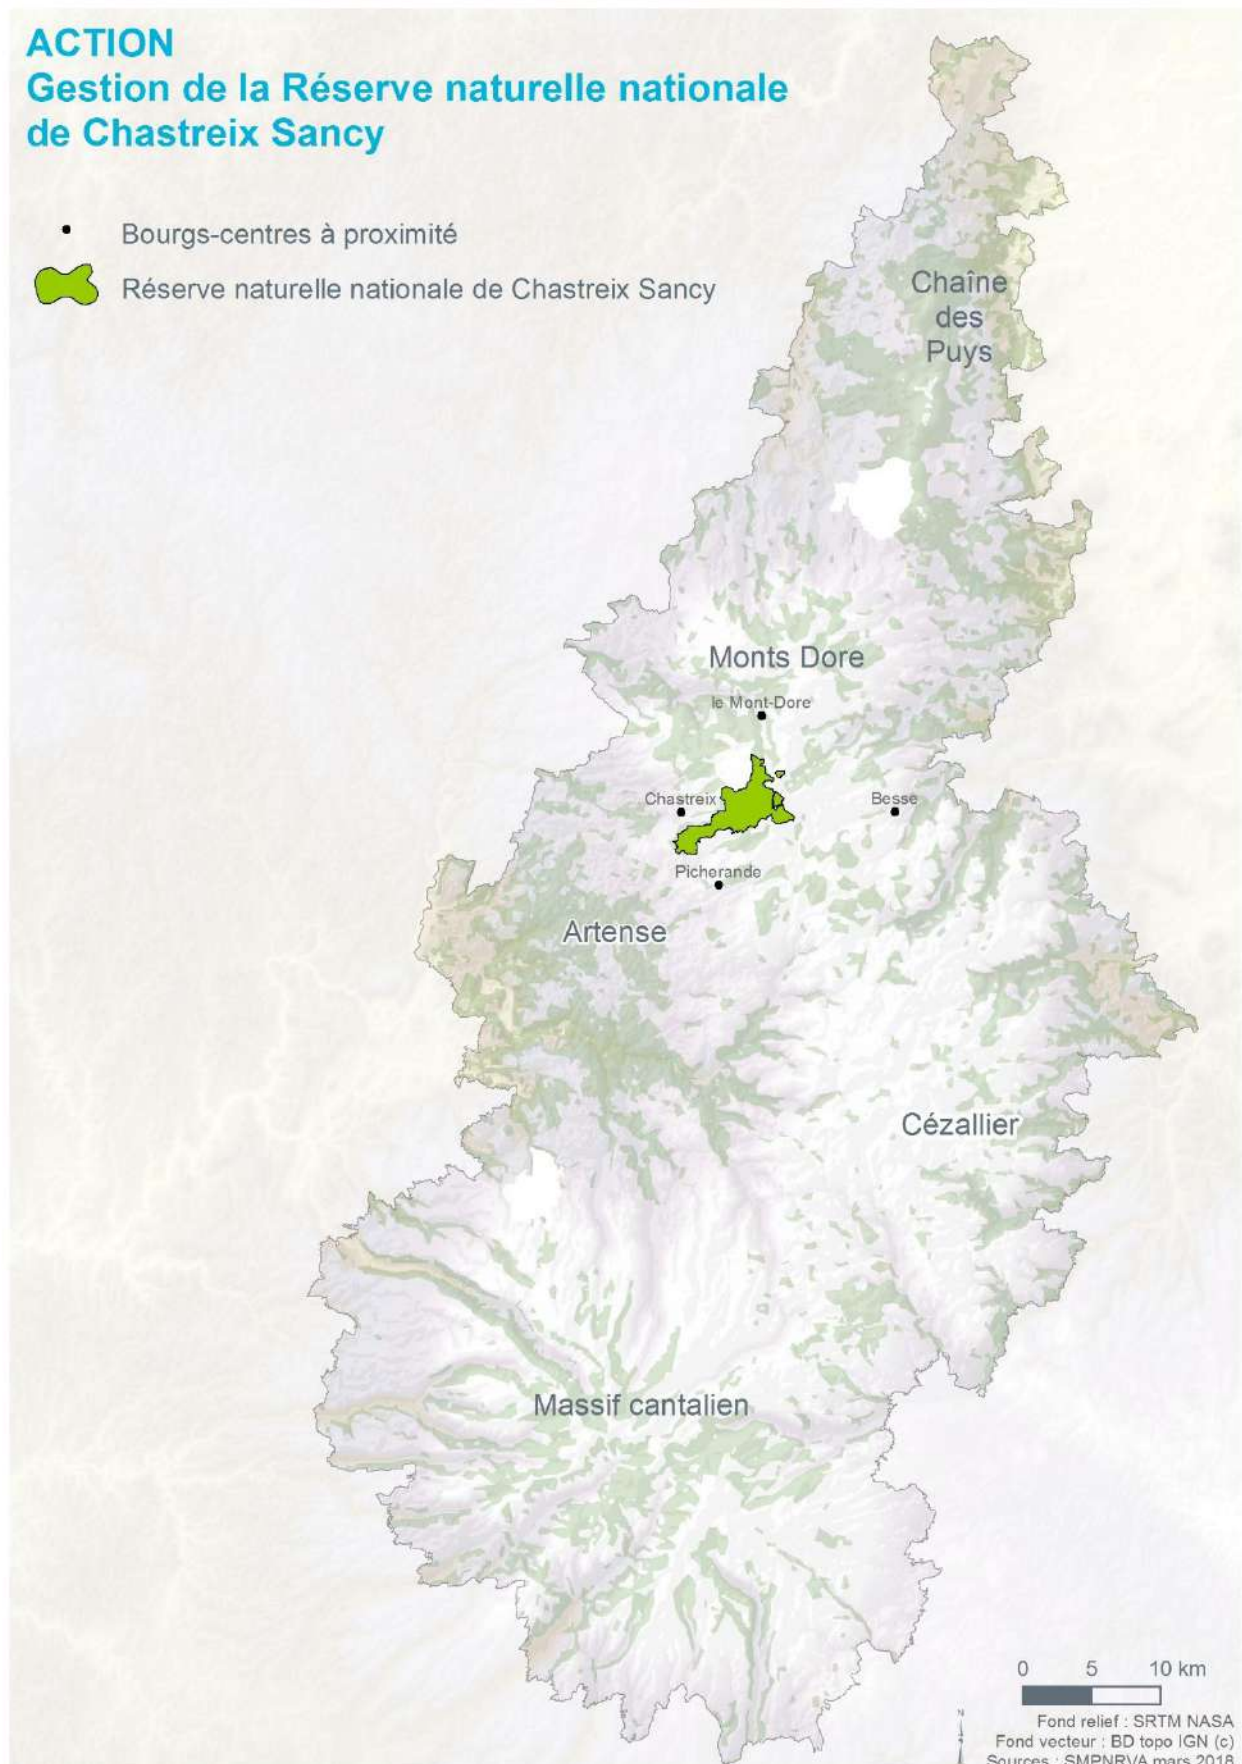 ACTION
Gestion de la Réserve naturelle nationale
de Chastreix Sancy
Bourgs-centres à proximité
Réserve naturelle nationale de Chastreix Sancy
Chaîne
des
Puys
Monts Dore
le Mont-Dore
Chastreix
Besse
Picherande
Artense
Cézallier
Massif cantalien
0 5 10 km
N
Fond relief : SRTM NASA
Fond vecteur : BD topo IGN (c)
Sources : SMPNRVA mars 2018